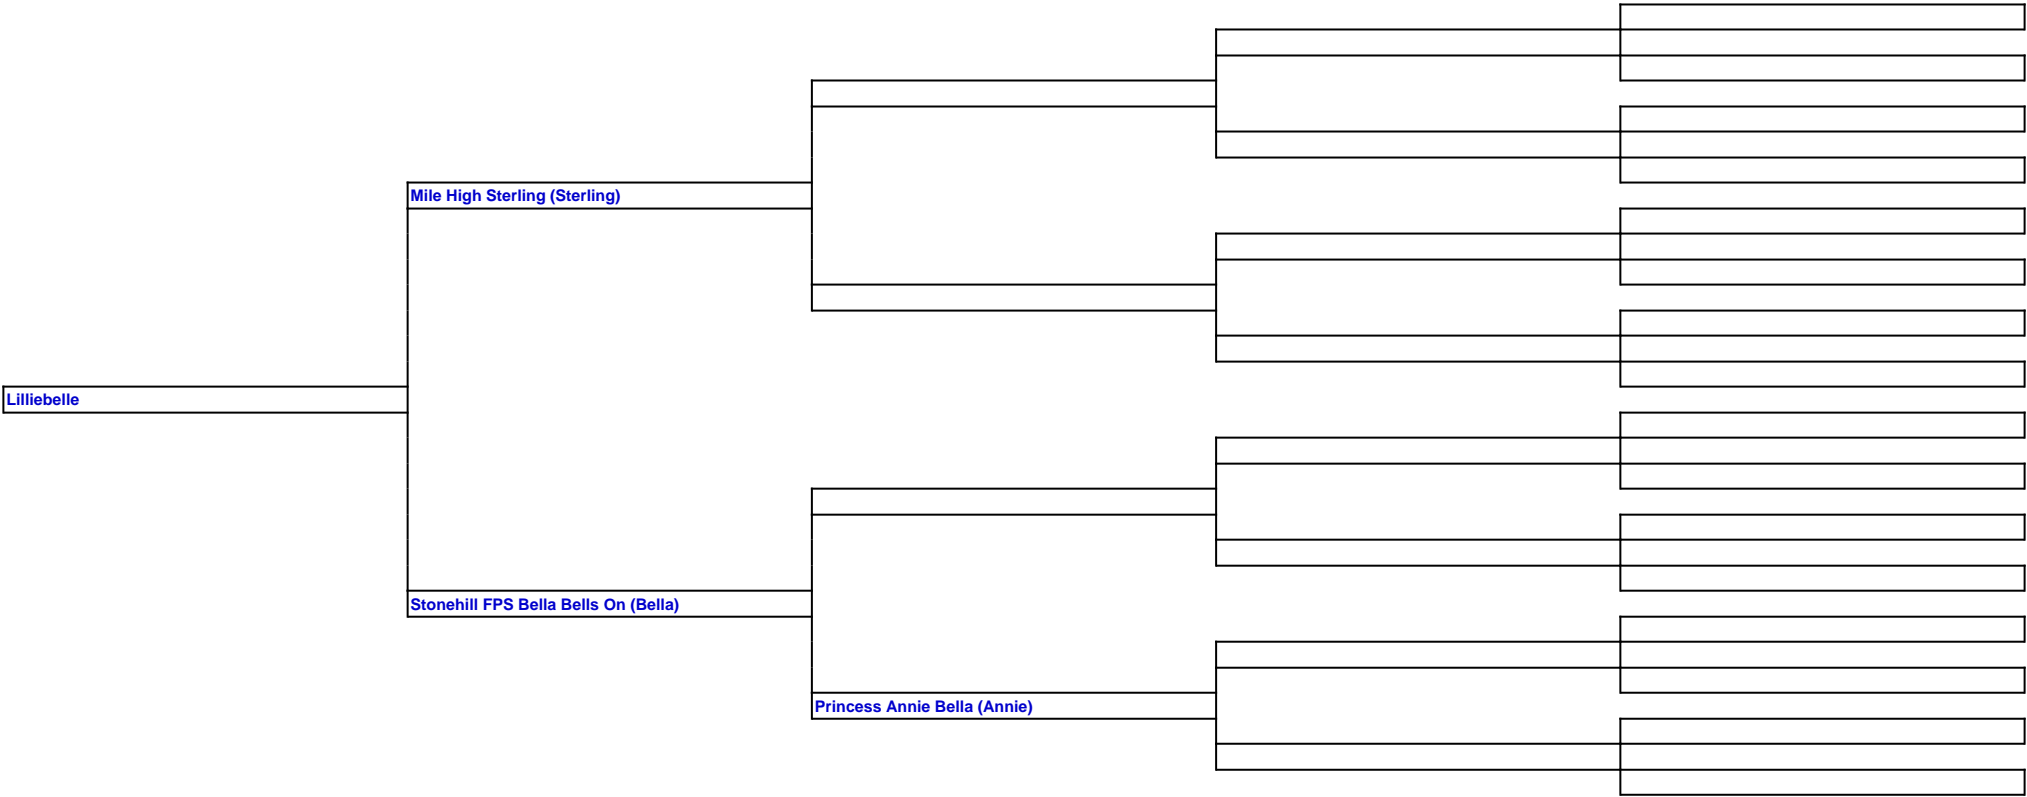 Mile High Sterling (Sterling)
Lilliebelle
Stonehill FPS Bella Bells On (Bella)
Princess Annie Bella (Annie)